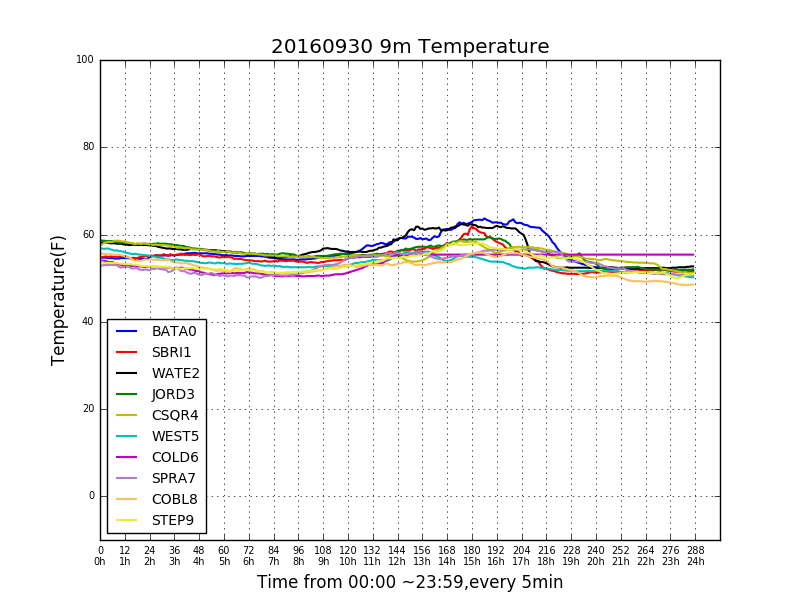 20160930 9m Temperature
100
80
60
40
20
0
Temperature(F)
BATA0
SBRI1
WATE2
JORD3
CSQR4
WEST5
COLD6
SPRA7
COBL8
STEP9
0 12 24 36 48 60 72 84 96 108 120 132 144 156 168 180 192 204 216 228 240 252 264 276 288
0h 1h 2h 3h 4h 5h 6h 7h 8h 9h 10h 11h 12h 13h 14h 15h 16h 17h 18h 19h 20h 21h 22h 23h 24h
Time from 00:00 ~23:59,every 5min